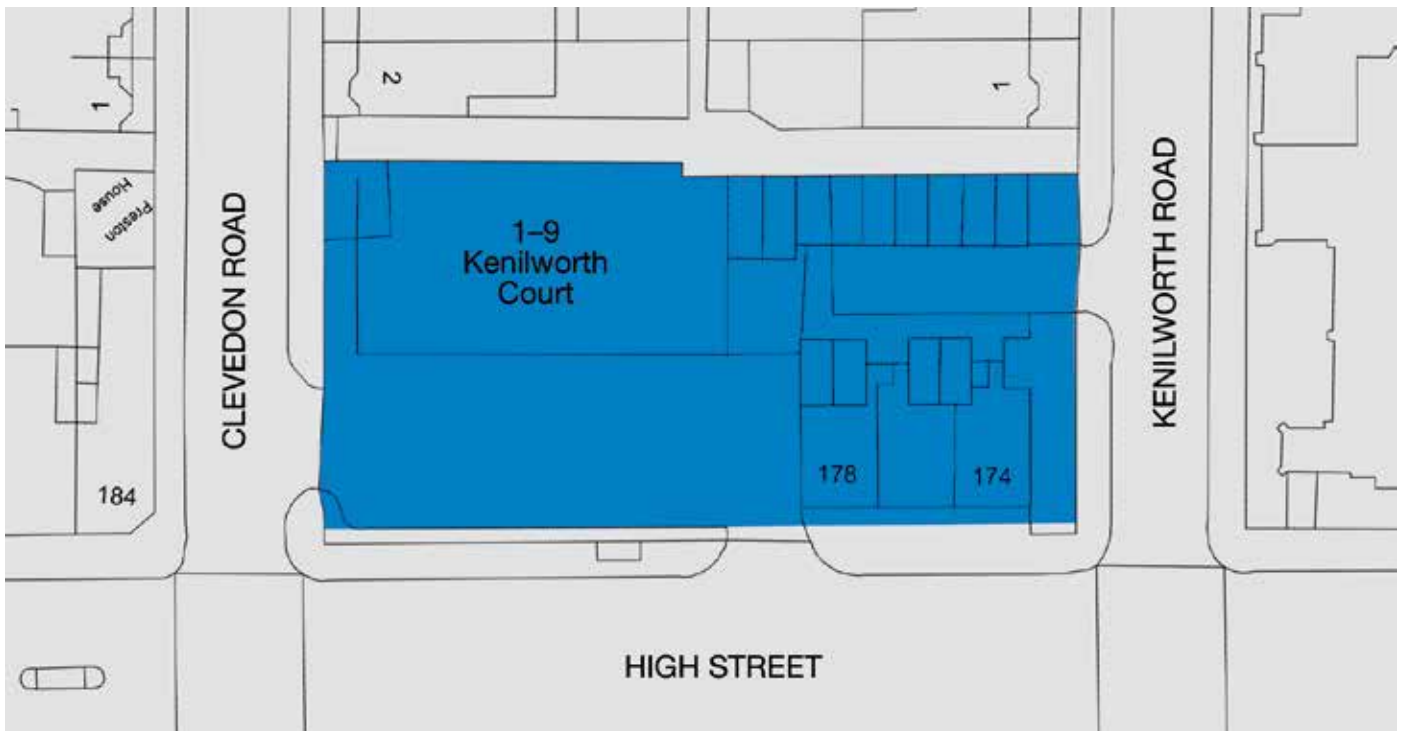 2
1
1
Preston
House
1–9
Kenilworth
Court
CLEVEDON ROAD
KENILWORTH ROAD
178
174
184
HIGH STREET